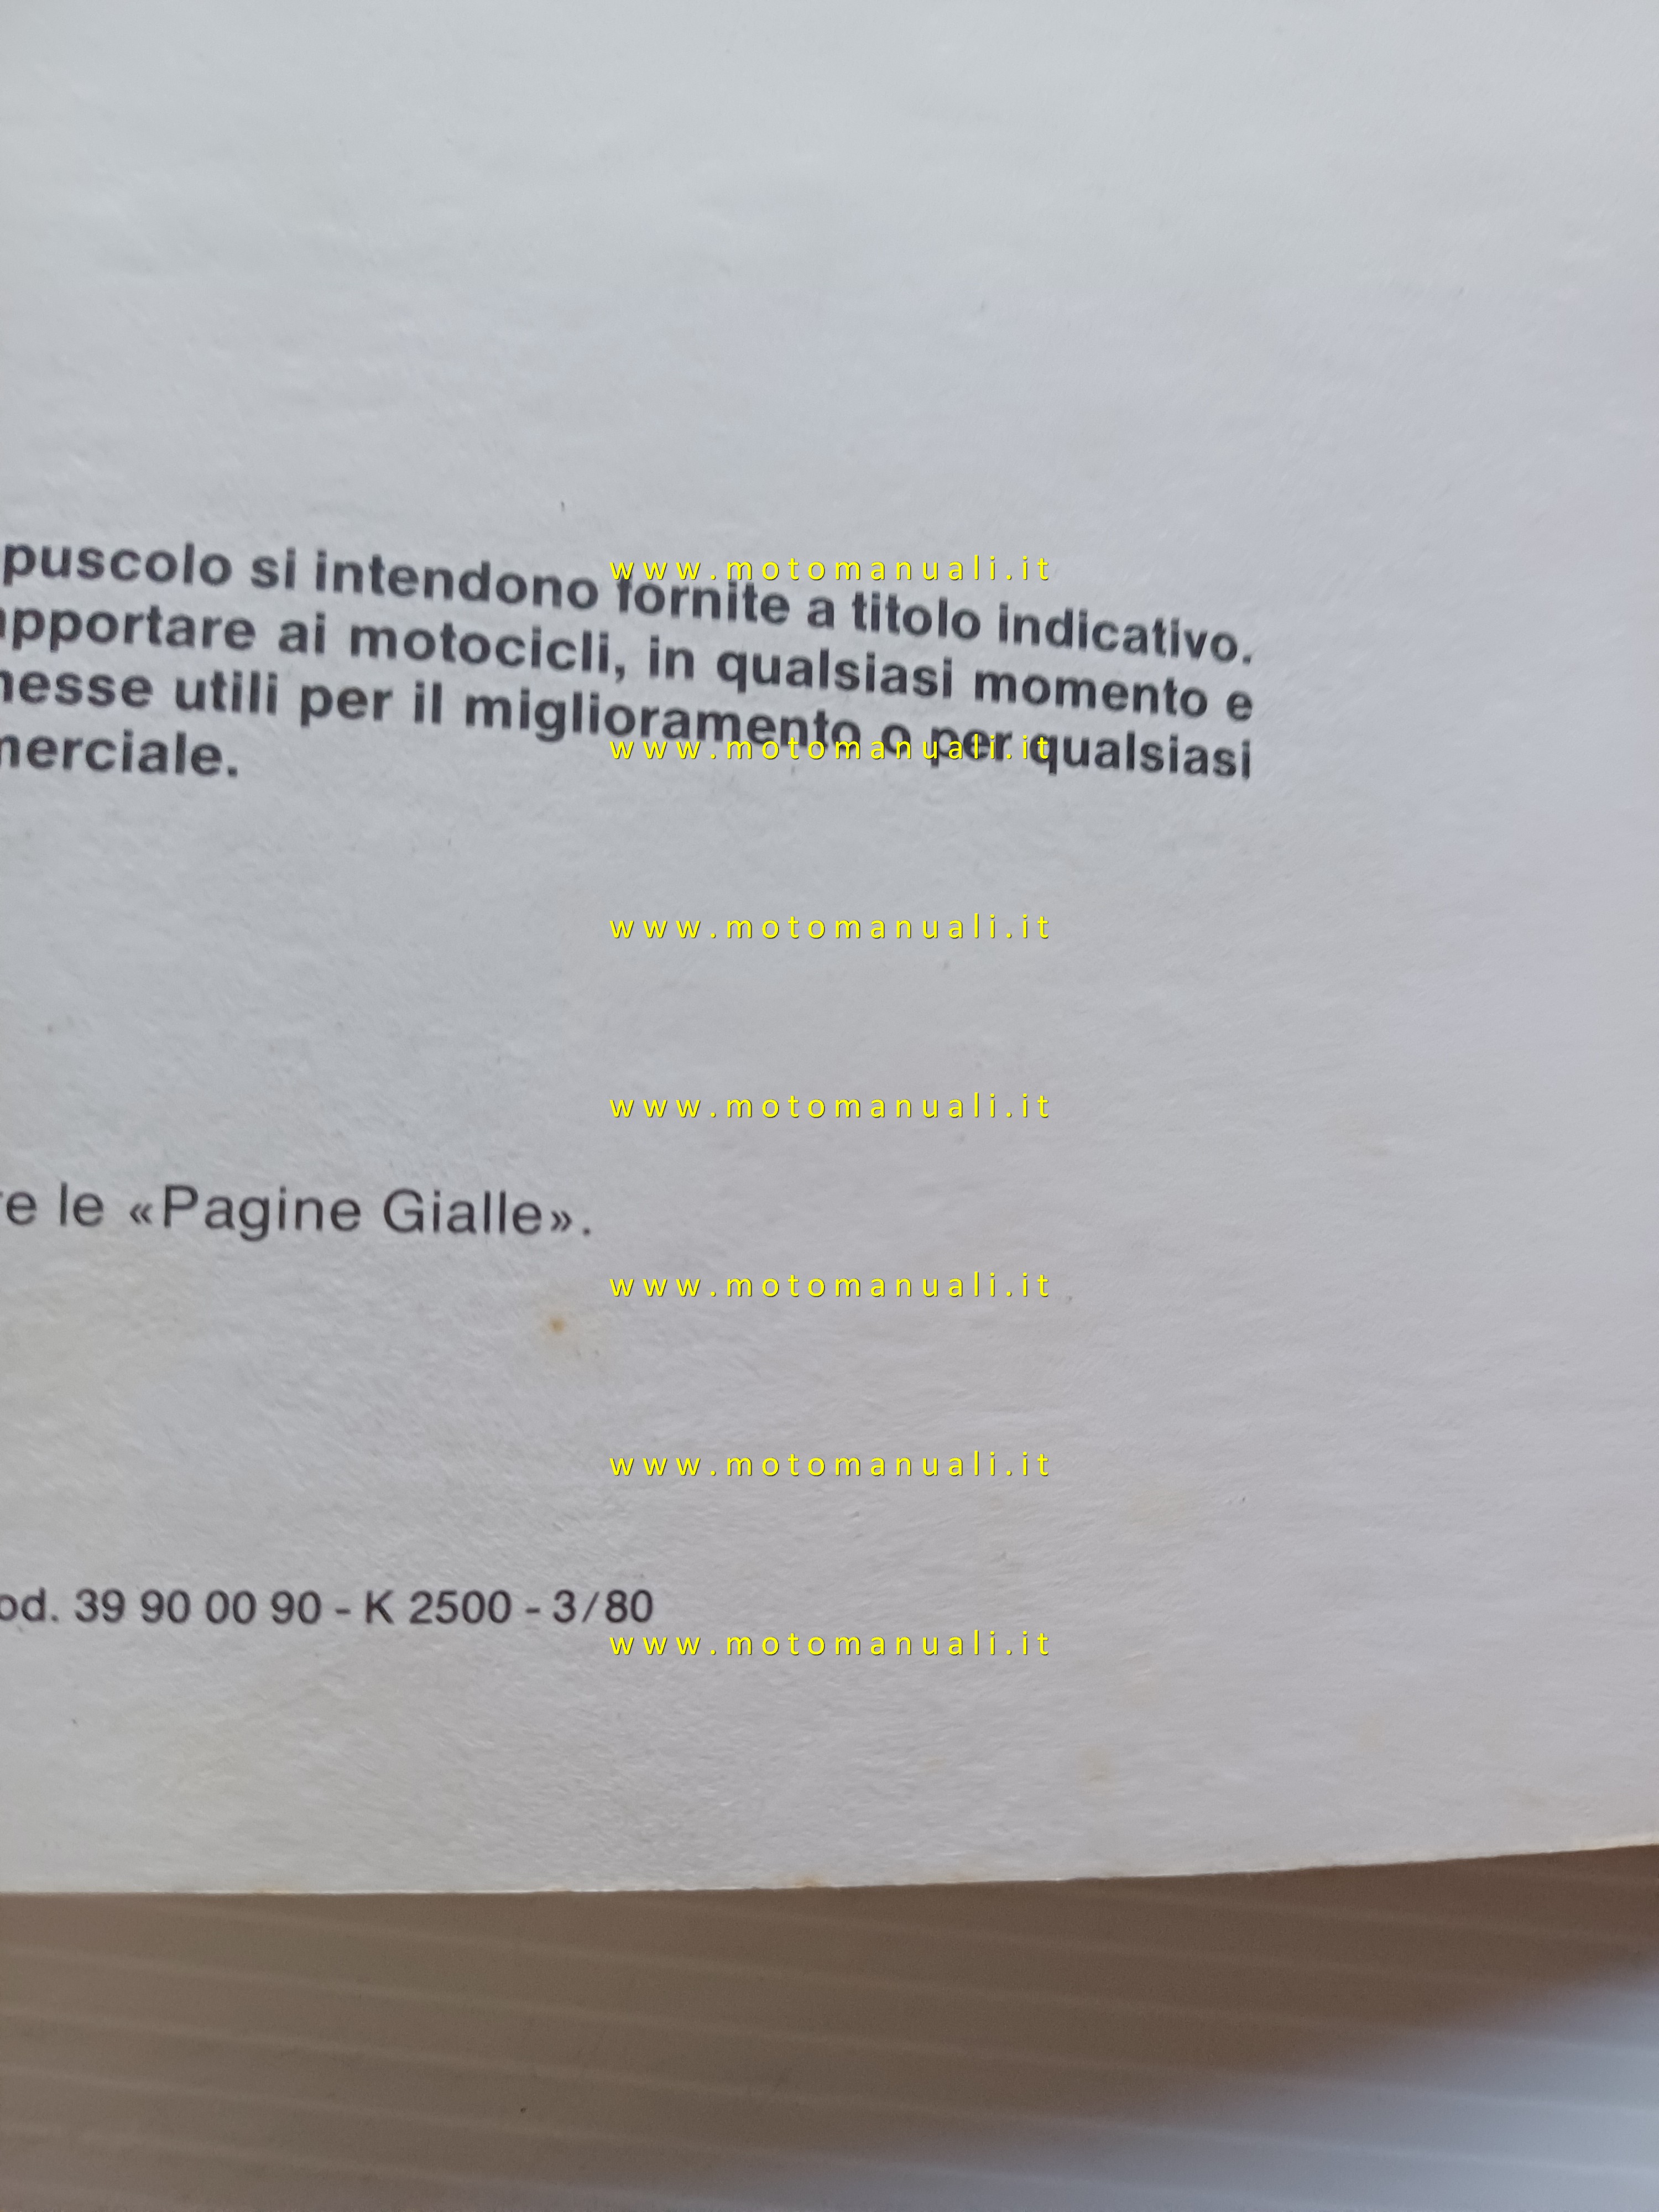 puscolo si intendono fornite a titolo indicativo.
pportare ai motocicli, in qualsiasi momento e
nesse utili per il miglioramento o per qualsiasi
merciale.
e le «Pagine Gialle».
od. 39 90 00 90 - K 2500 - 3/80
www.motomanuali.it
www.motomanuali.it
www.motomanuali.it
www.motomanuali.it
www.motomanuali.it
www.motomanuali.it
www.motomanuali.it